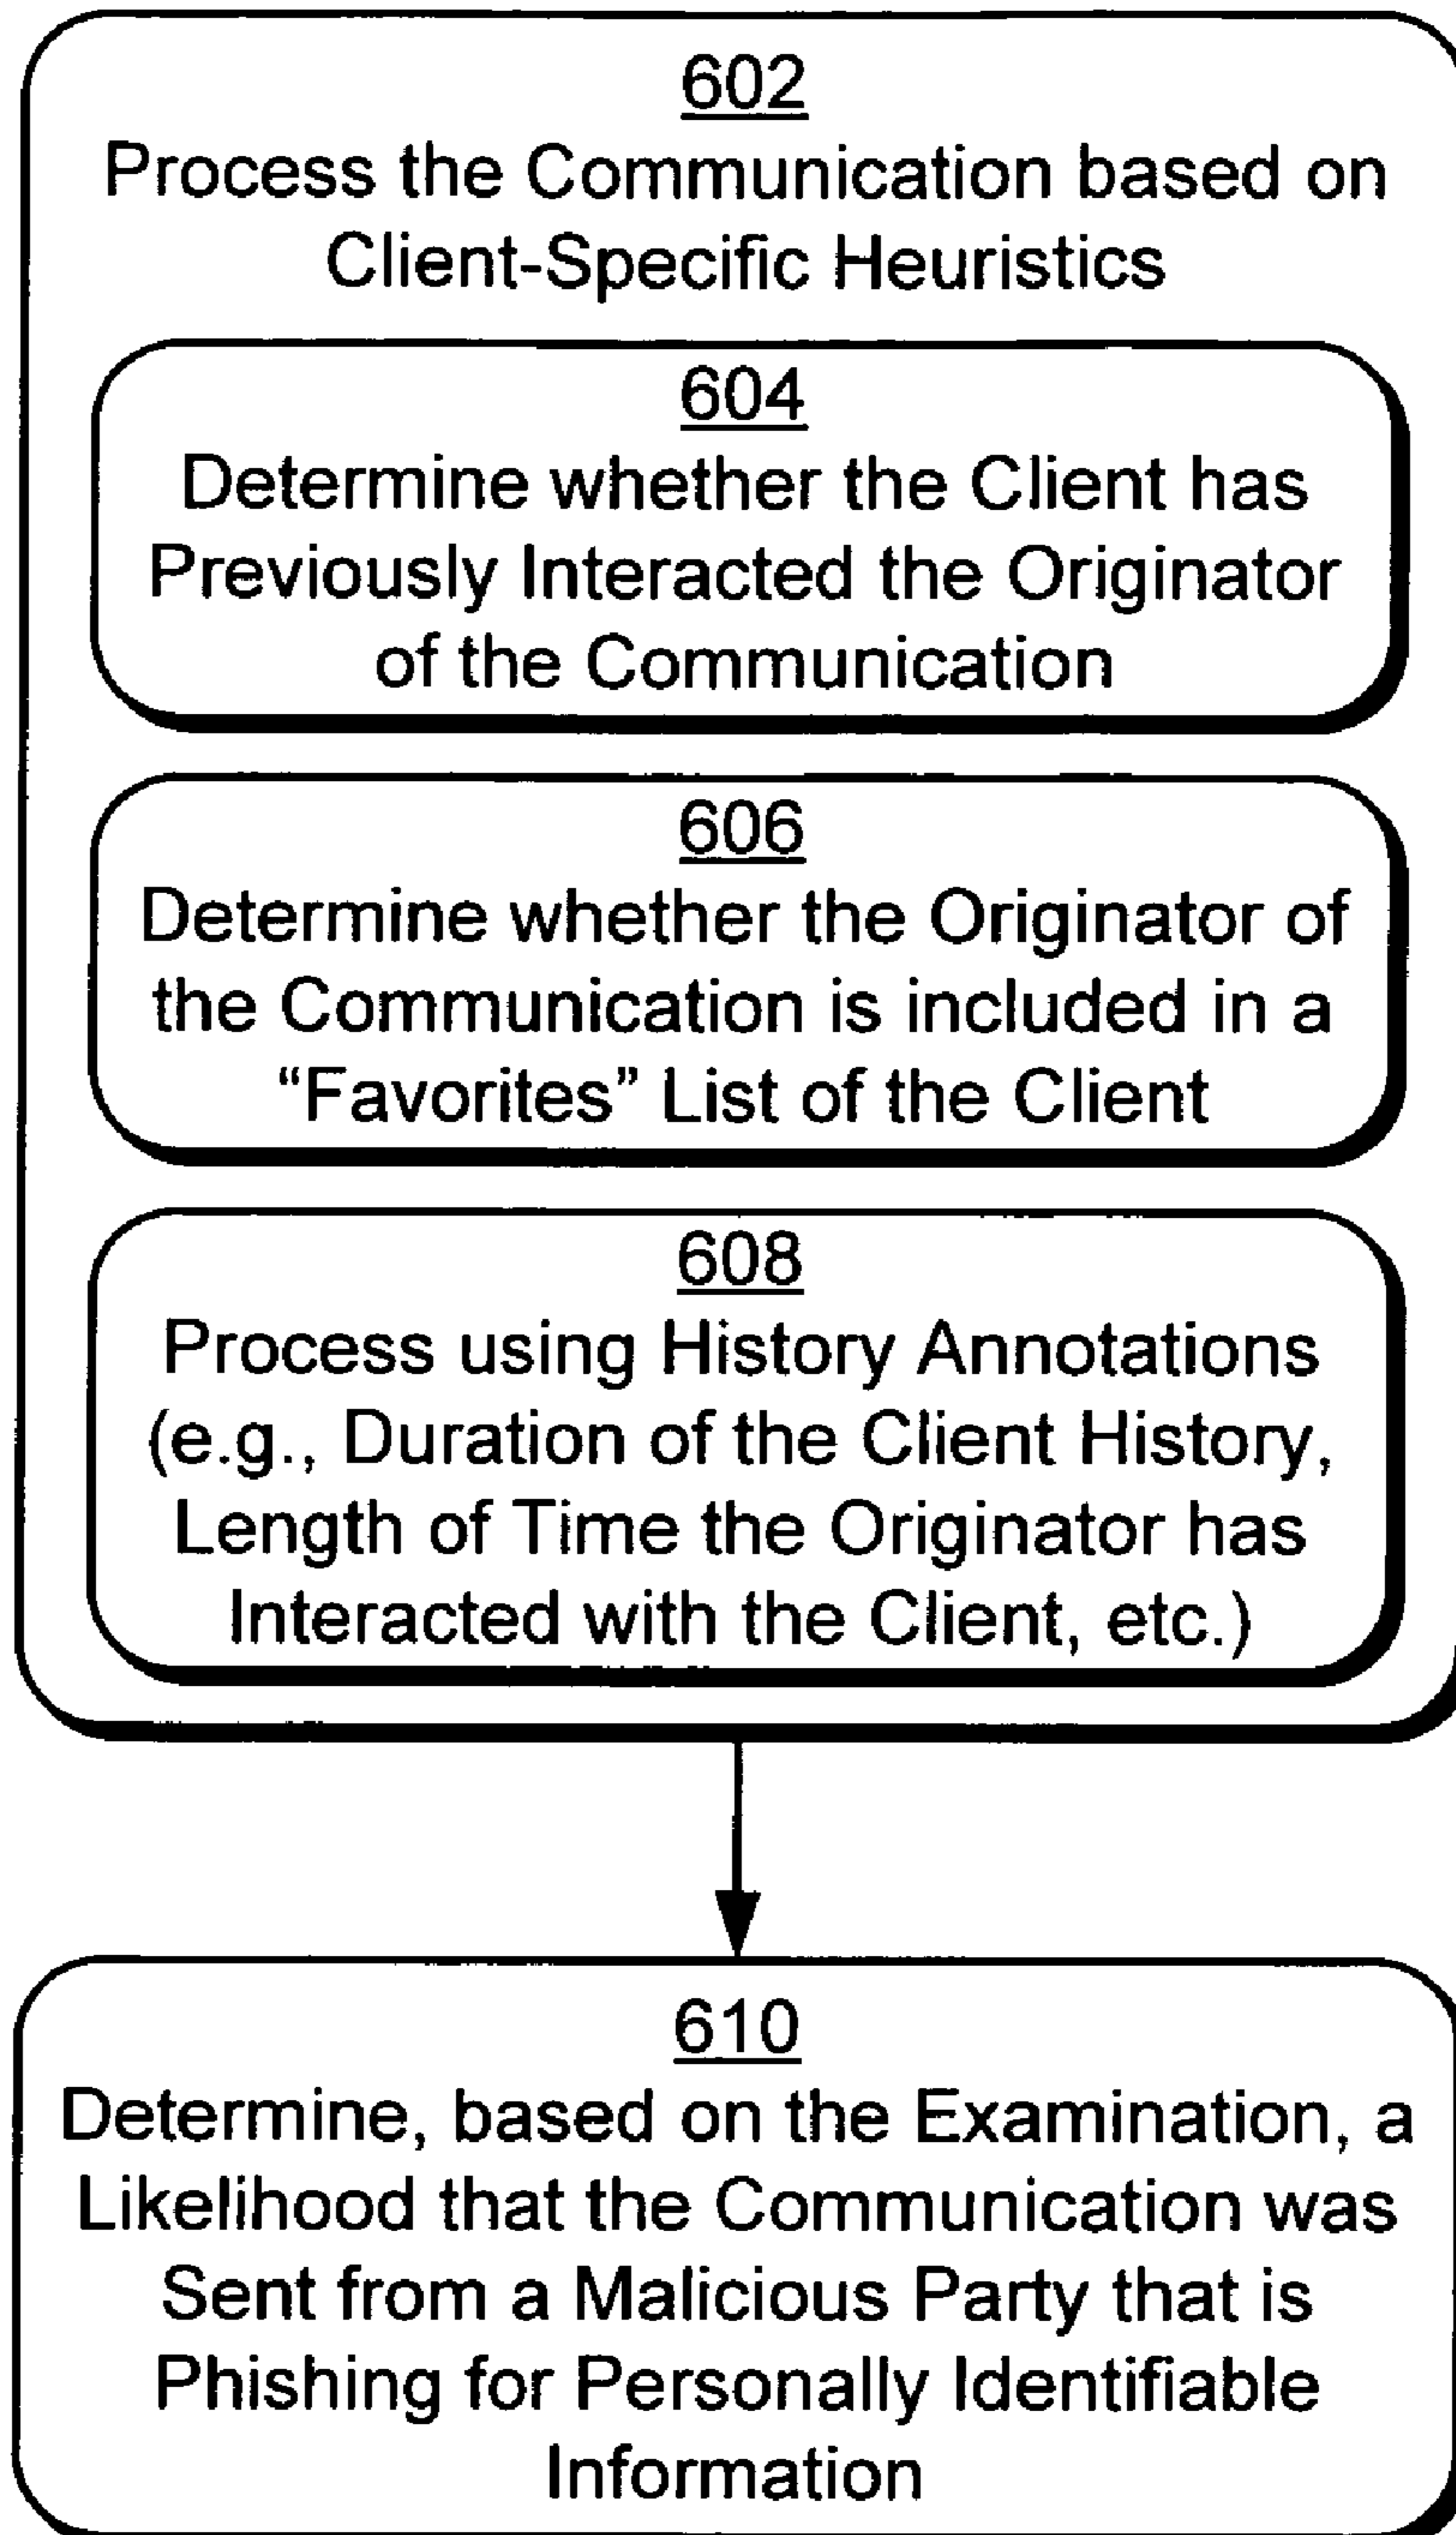 602
Process the Communication based on
Client-Specific Heuristics
604
Determine whether the Client has
Previously Interacted the Originator
of the Communication
606
Determine whether the Originator of
the Communication is included in a
“Favorites” List of the Client
608
Process using History Annotations
(e.g., Duration of the Client History,
Length of Time the Originator has
Interacted with the Client, etc.)
610
Determine, based on the Examination, a
Likelihood that the Communication was
Sent from a Malicious Party that is
Phishing for Personally Identifiable
Information